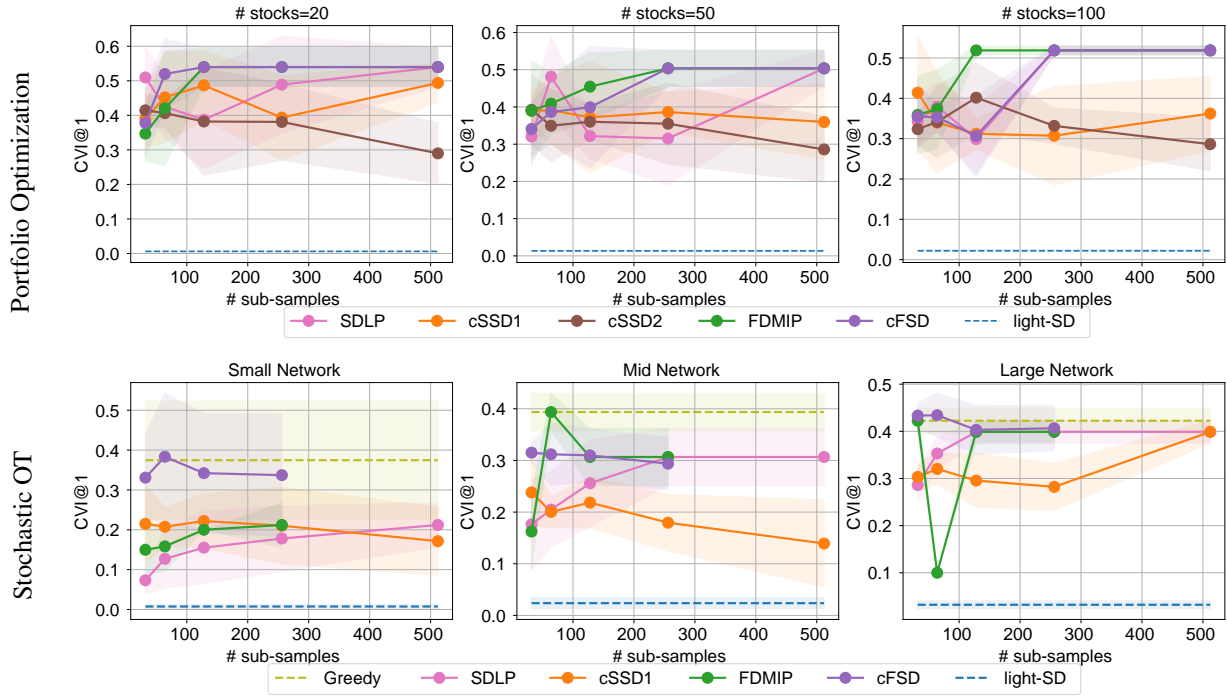 # stocks=20
# stocks=50
# stocks=100
Portfolio Optimization
CVI@1
0.6
0.5
0.4
0.3
0.2
0.1
0.0
100 200 300 400 500
# sub-samples
CVI@1
0.6
0.5
0.4
0.3
0.2
0.1
0.0
100 200 300 400 500
# sub-samples
CVI@1
0.5
0.4
0.3
0.2
0.1
0.0
100 200 300 400 500
# sub-samples
SDLP cSSD1 cSSD2 FDMIP cFSD light-SD
Small Network
Mid Network
Large Network
Stochastic OT
CVI@1
0.5
0.4
0.3
0.2
0.1
0.0
100 200 300 400 500
# sub-samples
CVI@1
0.4
0.3
0.2
0.1
0.0
100 200 300 400 500
# sub-samples
CVI@1
0.5
0.4
0.3
0.2
0.1
100 200 300 400 500
# sub-samples
Greedy SDLP cSSD1 FDMIP cFSD light-SD